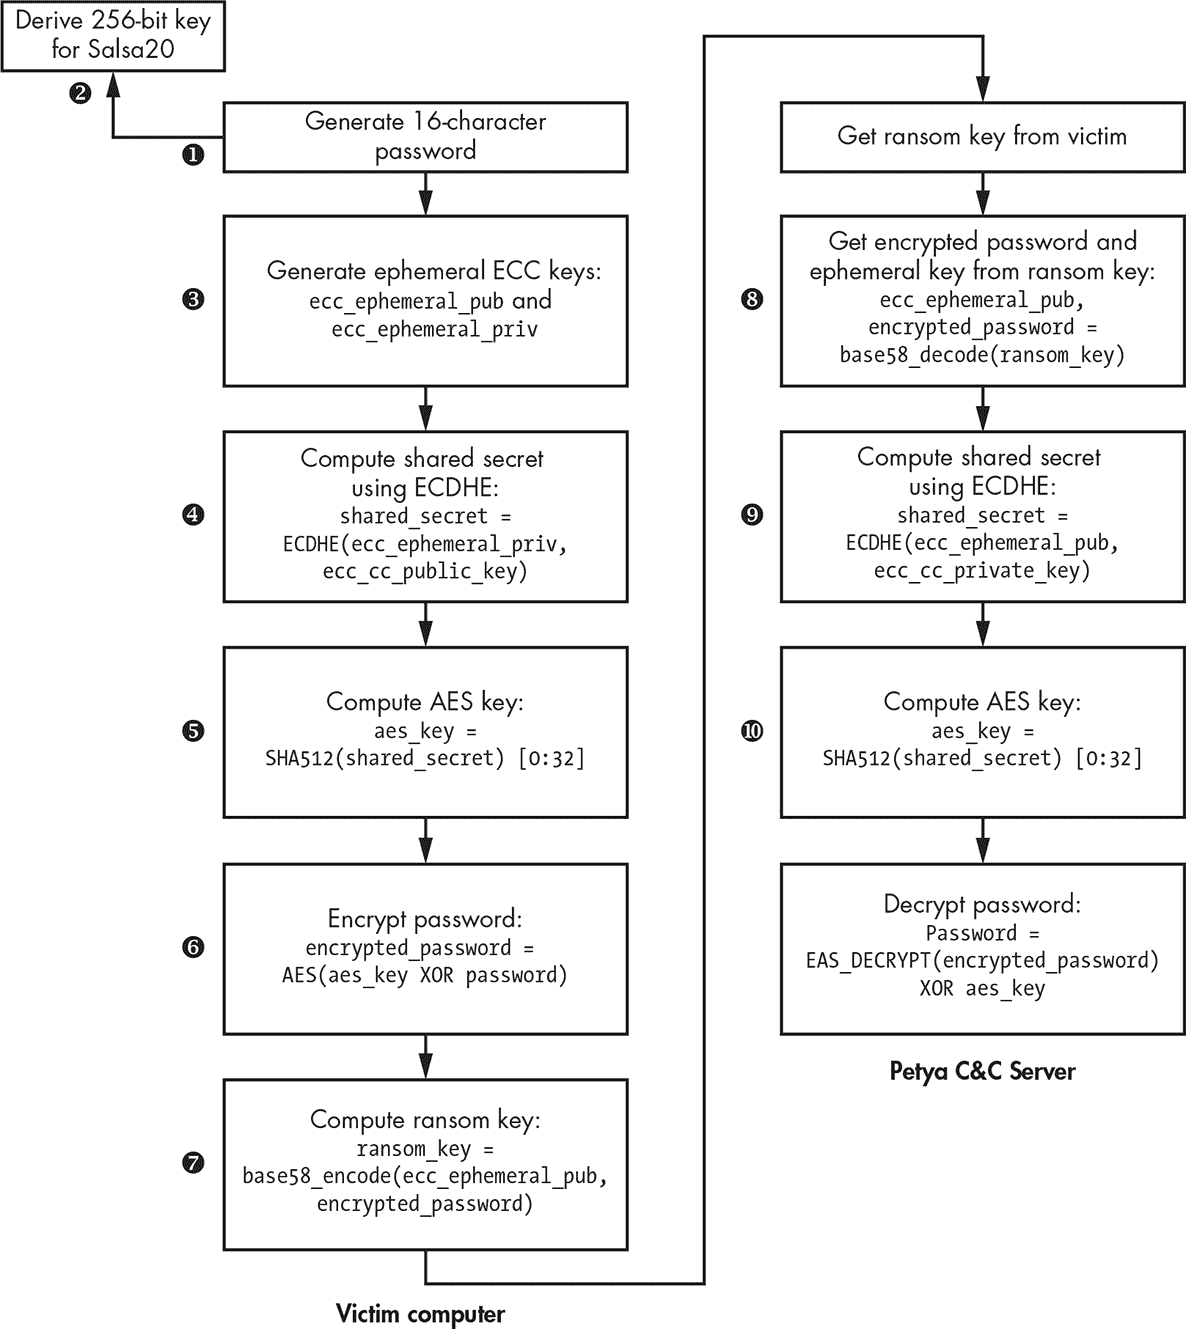 Derive 256-bit key
for Salsa20
❷
Generate 16-character
password
❶
Generate ephemeral ECC keys:
ecc_ephemeral_pub and
ecc_ephemeral_priv
❸
Compute shared secret
using ECDHE:
shared_secret =
ECDHE(ecc_ephemeral_priv,
ecc_cc_public_key)
❹
Compute AES key:
aes_key =
SHA512(shared_secret) [0:32]
❺
Encrypt password:
encrypted_password =
AES(aes_key XOR password)
❻
Compute ransom key:
ransom_key =
base58_encode(ecc_ephemeral_pub,
encrypted_password)
❼
Victim computer
Get ransom key from victim
Get encrypted password and
ephemeral key from ransom key:
ecc_ephemeral_pub,
encrypted_password =
base58_decode(ransom_key)
❽
Compute shared secret
using ECDHE:
shared_secret =
ECDHE(ecc_ephemeral_pub,
ecc_cc_private_key)
❾
Compute AES key:
aes_key =
SHA512(shared_secret) [0:32]
❿
Decrypt password:
Password =
EAS_DECRYPT(encrypted_password)
XOR aes_key
Petya C&C Server